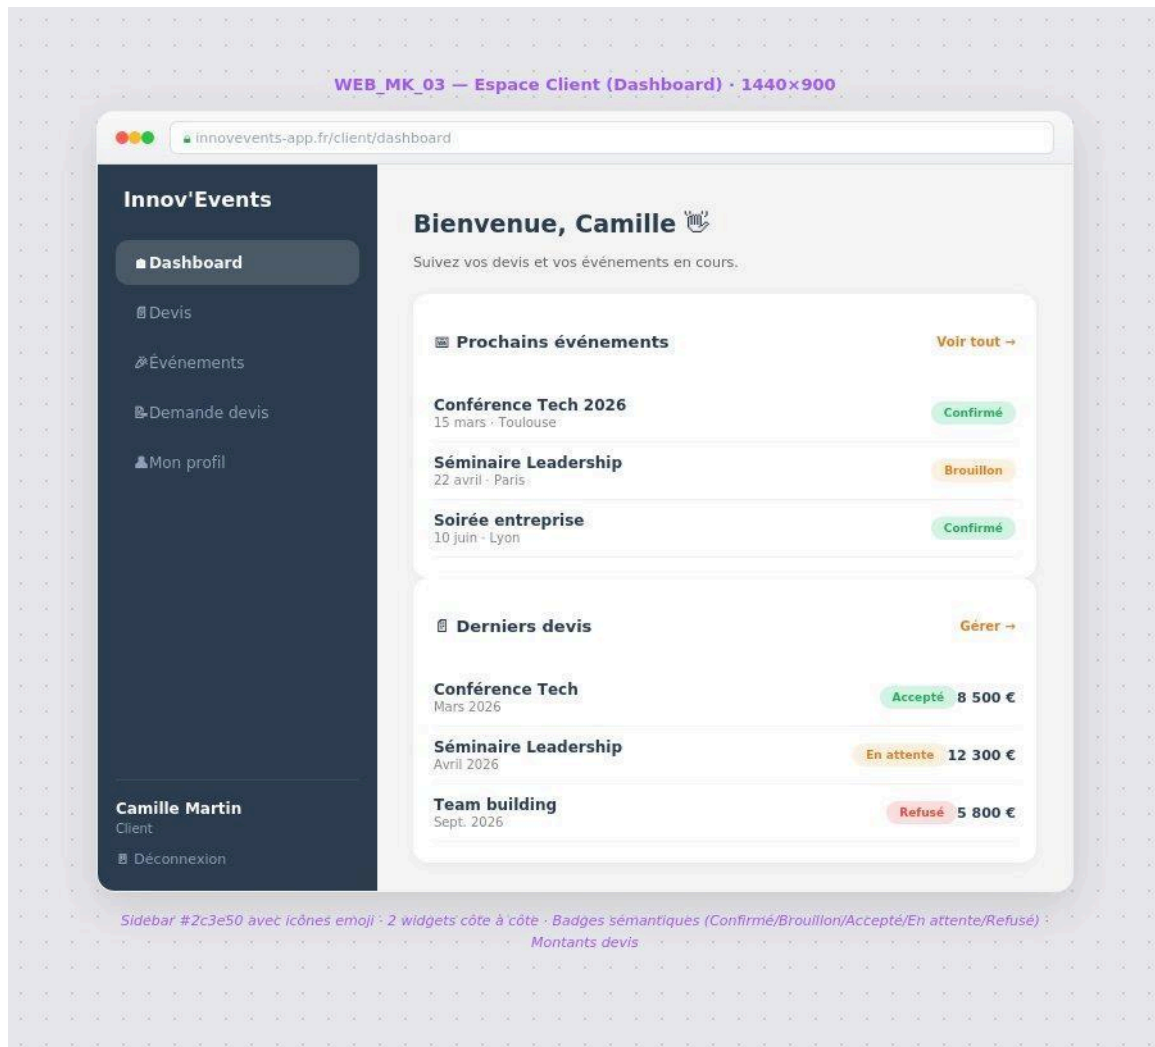 WEB_MK_03 — Espace Client (Dashboard) · 1440×900
innovevents-app.fr/client/dashboard
Innov'Events
Dashboard
Devis
Événements
Demande devis
Mon profil
Camille Martin
Client
Déconnexion
Bienvenue, Camille 👋
Suivez vos devis et vos événements en cours.
📅 Prochains événements Voir tout →
Conférence Tech 2026
15 mars · Toulouse
Confirmé
Séminaire Leadership
22 avril · Paris
Brouillon
Soirée entreprise
10 juin · Lyon
Confirmé
📄 Derniers devis Gérer →
Conférence Tech
Mars 2026
Accepté 8 500 €
Séminaire Leadership
Avril 2026
En attente 12 300 €
Team building
Sept. 2026
Refusé 5 800 €
Sidebar #2c3e50 avec icônes emoji · 2 widgets côte à côte · Badges sémantiques (Confirmé/Brouillon/Accepté/En attente/Refusé) ·
Montants devis